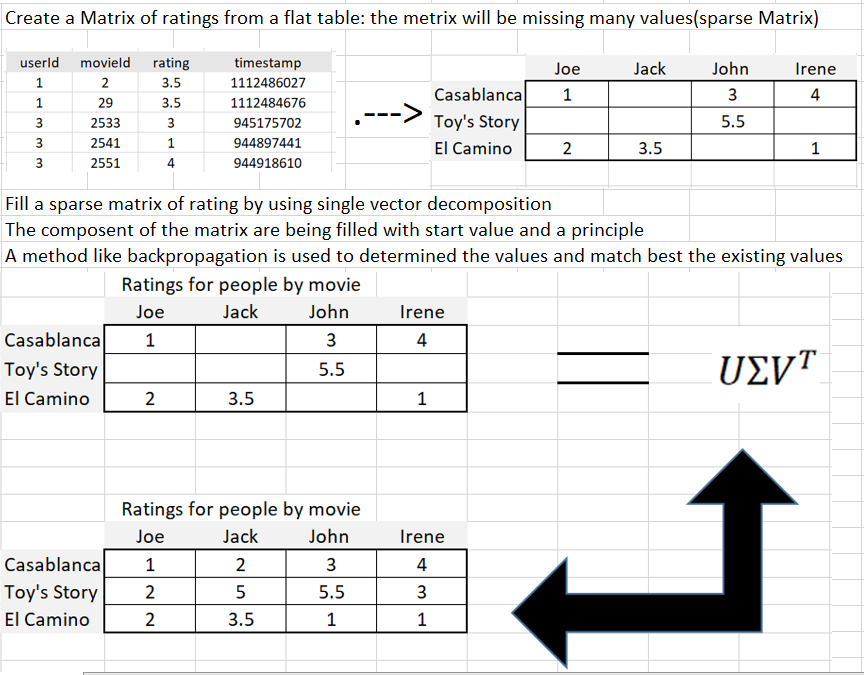 Create a Matrix of ratings from a flat table: the metrix will be missing many values(sparse Matrix)
userId movieId rating timestamp
1 2 3.5 1112486027
1 29 3.5 1112484676
3 2533 3 945175702
3 2541 1 944897441
3 2551 4 944918610
.--->
Joe Jack John Irene
Casablanca 1 3 4
Toy's Story 5.5
El Camino 2 3.5 1
Fill a sparse matrix of rating by using single vector decomposition
The component of the matrix are being filled with start value and a principle
A method like backpropagation is used to determined the values and match best the existing values
Ratings for people by movie
Joe Jack John Irene
Casablanca 1 3 4
Toy's Story 5.5
El Camino 2 3.5 1
UΣV^T
Ratings for people by movie
Joe Jack John Irene
Casablanca 1 2 3 4
Toy's Story 2 5 5.5 3
El Camino 2 3.5 1 1